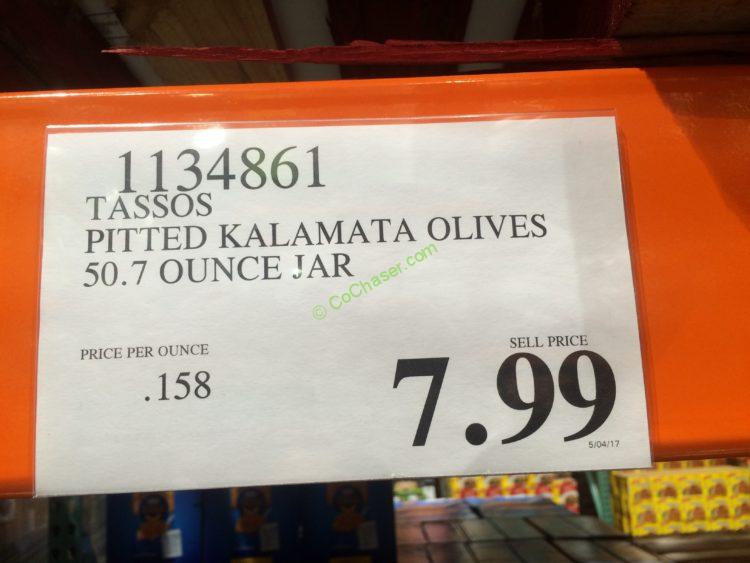 1134861
TASSOS
PITTED KALAMATA OLIVES
50.7 OUNCE JAR
© CoChaser.com
PRICE PER OUNCE
.158
SELL PRICE
7.99
5/04/17